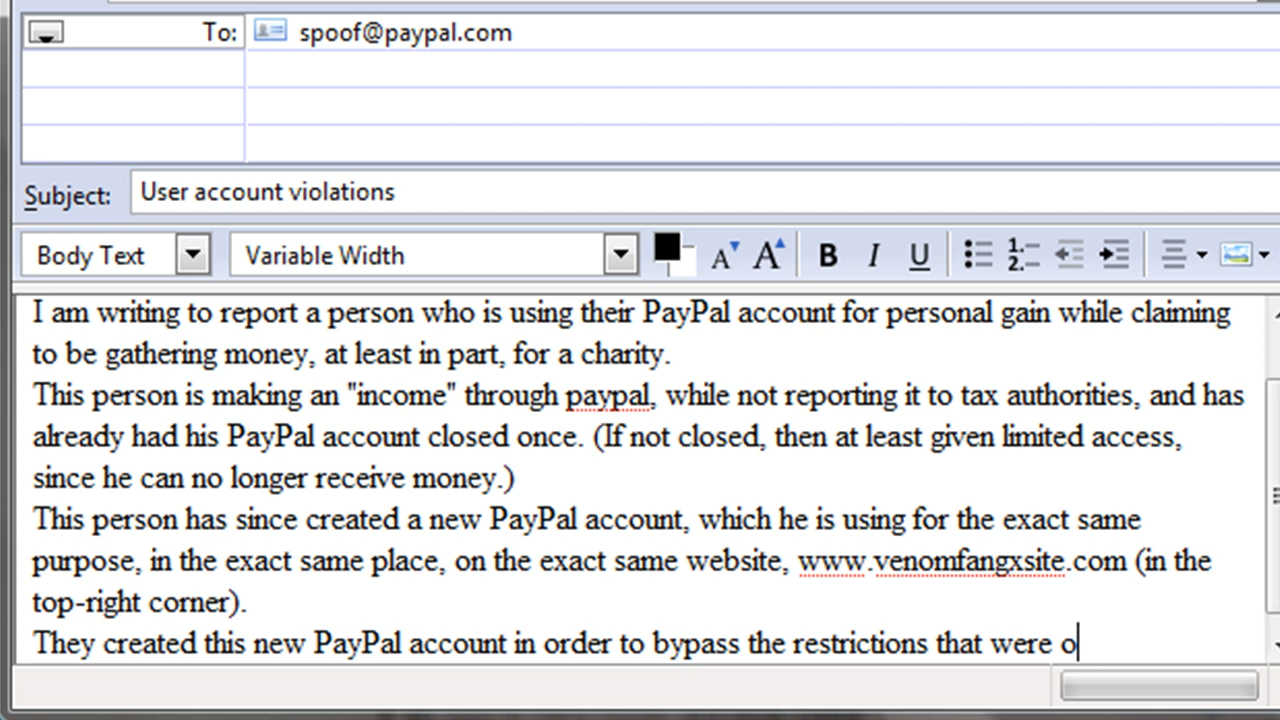 To: spoof@paypal.com
Subject: User account violations
Body Text Variable Width A A B I U
I am writing to report a person who is using their PayPal account for personal gain while claiming
to be gathering money, at least in part, for a charity.
This person is making an "income" through paypal, while not reporting it to tax authorities, and has
already had his PayPal account closed once. (If not closed, then at least given limited access,
since he can no longer receive money.)
This person has since created a new PayPal account, which he is using for the exact same
purpose, in the exact same place, on the exact same website, www.venomfangxsite.com (in the
top-right corner).
They created this new PayPal account in order to bypass the restrictions that were o